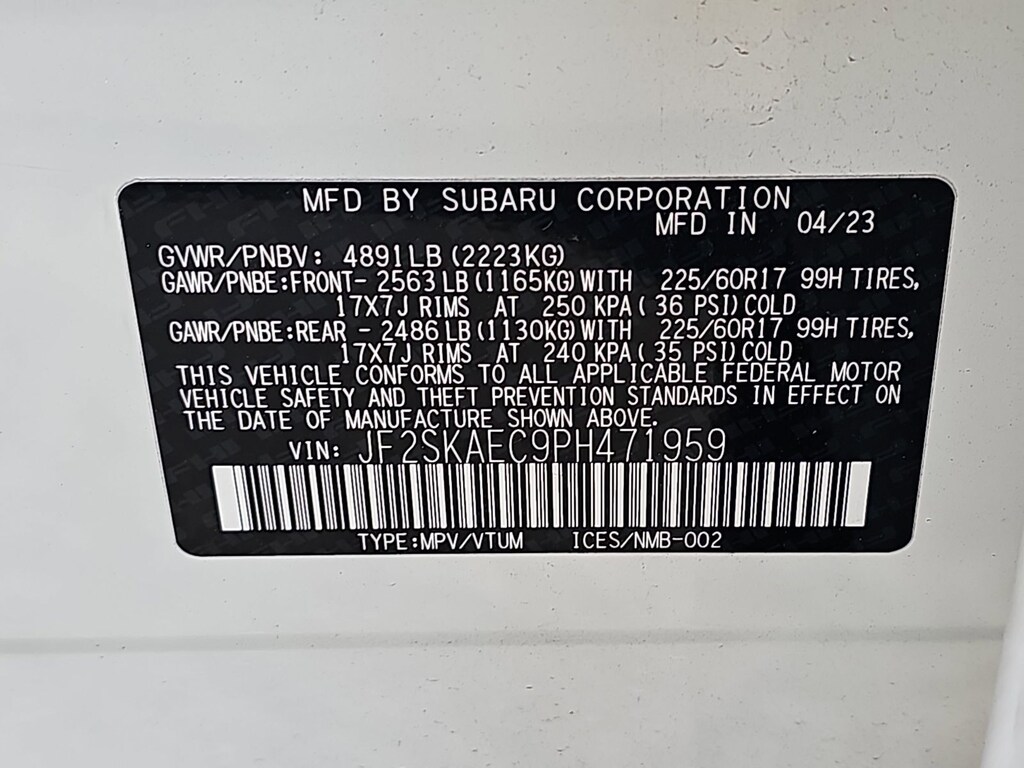 MFD BY SUBARU CORPORATION
MFD IN 04/23
GVWR/PNBV: 4891LB (2223KG)
GAWR/PNBE:FRONT- 2563 LB (1165KG) WITH 225/60R17 99H TIRES,
17X7J RIMS AT 250 KPA ( 36 PSI) COLD
GAWR/PNBE:REAR - 2486 LB (1130KG) WITH 225/60R17 99H TIRES,
17X7J RIMS AT 240 KPA ( 35 PSI) COLD
THIS VEHICLE CONFORMS TO ALL APPLICABLE FEDERAL MOTOR
VEHICLE SAFETY AND THEFT PREVENTION STANDARDS IN EFFECT ON
THE DATE OF MANUFACTURE SHOWN ABOVE.
VIN: JF2SKAEC9PH471959
TYPE:MPV/VTUM ICES/NMB-002